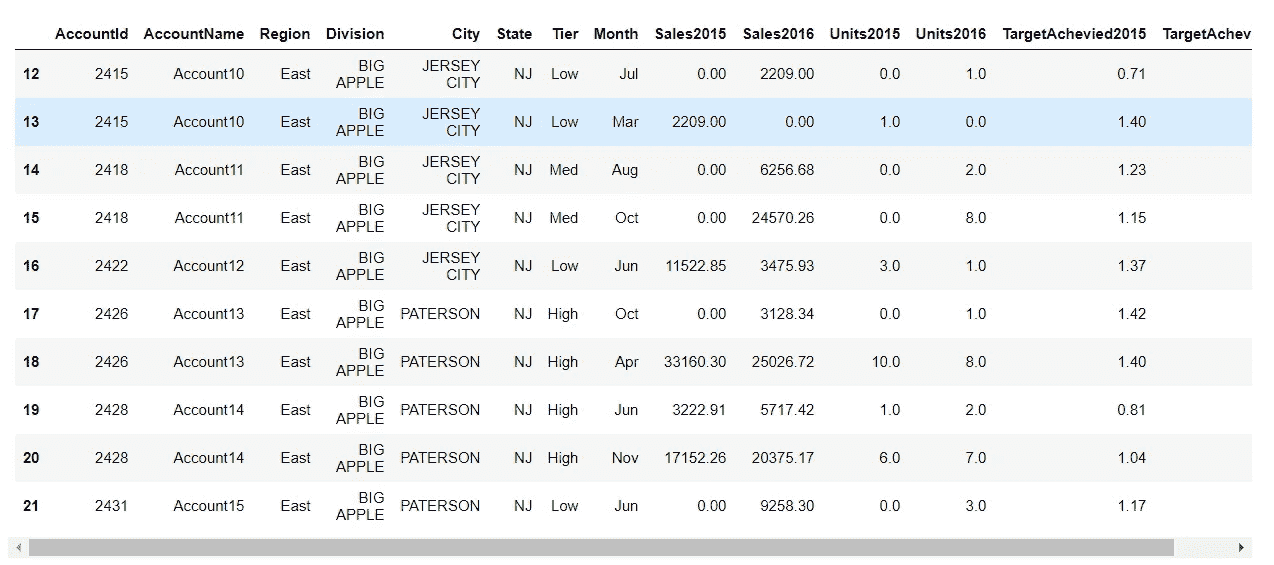 AccountId AccountName Region Division City State Tier Month Sales2015 Sales2016 Units2015 Units2016 TargetAchevied2015 TargetAchev
12 2415 Account10 East BIG APPLE JERSEY CITY NJ Low Jul 0.00 2209.00 0.0 1.0 0.71
13 2415 Account10 East BIG APPLE JERSEY CITY NJ Low Mar 2209.00 0.00 1.0 0.0 1.40
14 2418 Account11 East BIG APPLE JERSEY CITY NJ Med Aug 0.00 6256.68 0.0 2.0 1.23
15 2418 Account11 East BIG APPLE JERSEY CITY NJ Med Oct 0.00 24570.26 0.0 8.0 1.15
16 2422 Account12 East BIG APPLE JERSEY CITY NJ Low Jun 11522.85 3475.93 3.0 1.0 1.37
17 2426 Account13 East BIG APPLE PATERSON NJ High Oct 0.00 3128.34 0.0 1.0 1.42
18 2426 Account13 East BIG APPLE PATERSON NJ High Apr 33160.30 25026.72 10.0 8.0 1.40
19 2428 Account14 East BIG APPLE PATERSON NJ High Jun 3222.91 5717.42 1.0 2.0 0.81
20 2428 Account14 East BIG APPLE PATERSON NJ High Nov 17152.26 20375.17 6.0 7.0 1.04
21 2431 Account15 East BIG APPLE PATERSON NJ Low Jun 0.00 9258.30 0.0 3.0 1.17